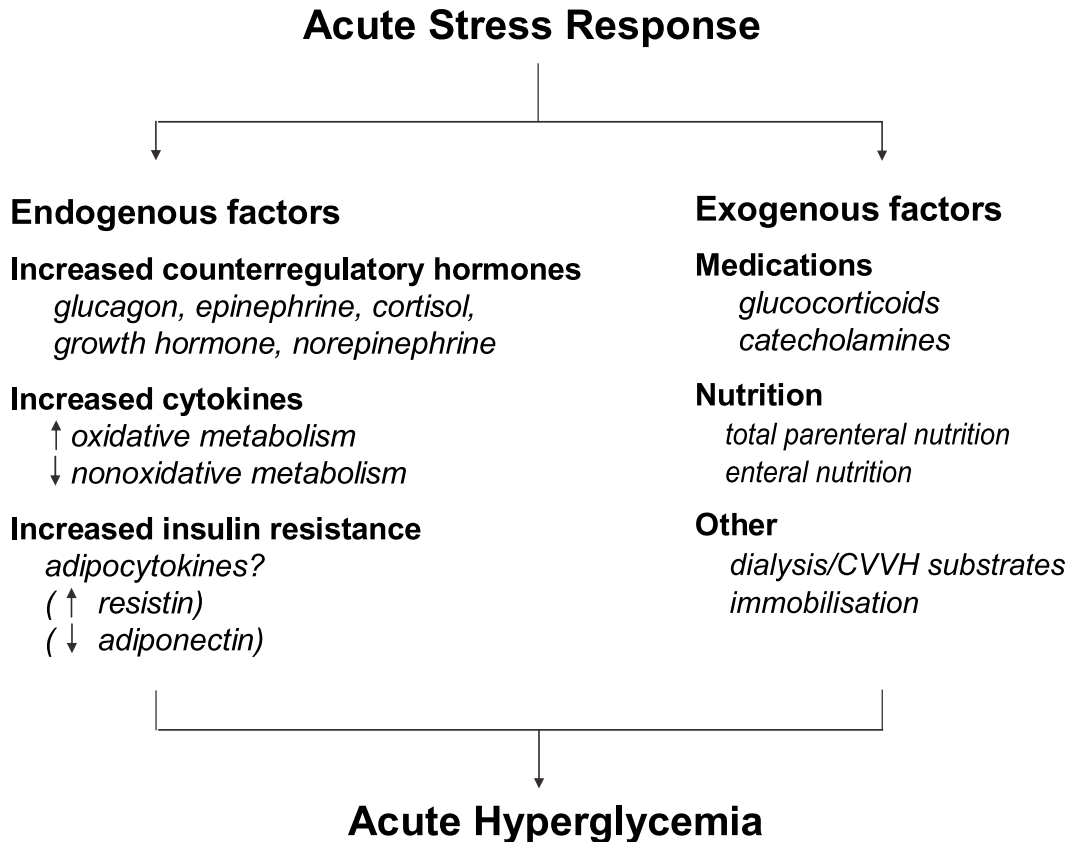 Acute Stress Response
Endogenous factors
Increased counterregulatory hormones
glucagon, epinephrine, cortisol,
growth hormone, norepinephrine
Increased cytokines
↑ oxidative metabolism
↓ nonoxidative metabolism
Increased insulin resistance
adipocytokines?
( ↑ resistin)
( ↓ adiponectin)
Exogenous factors
Medications
glucocorticoids
catecholamines
Nutrition
total parenteral nutrition
enteral nutrition
Other
dialysis/CVVH substrates
immobilisation
Acute Hyperglycemia